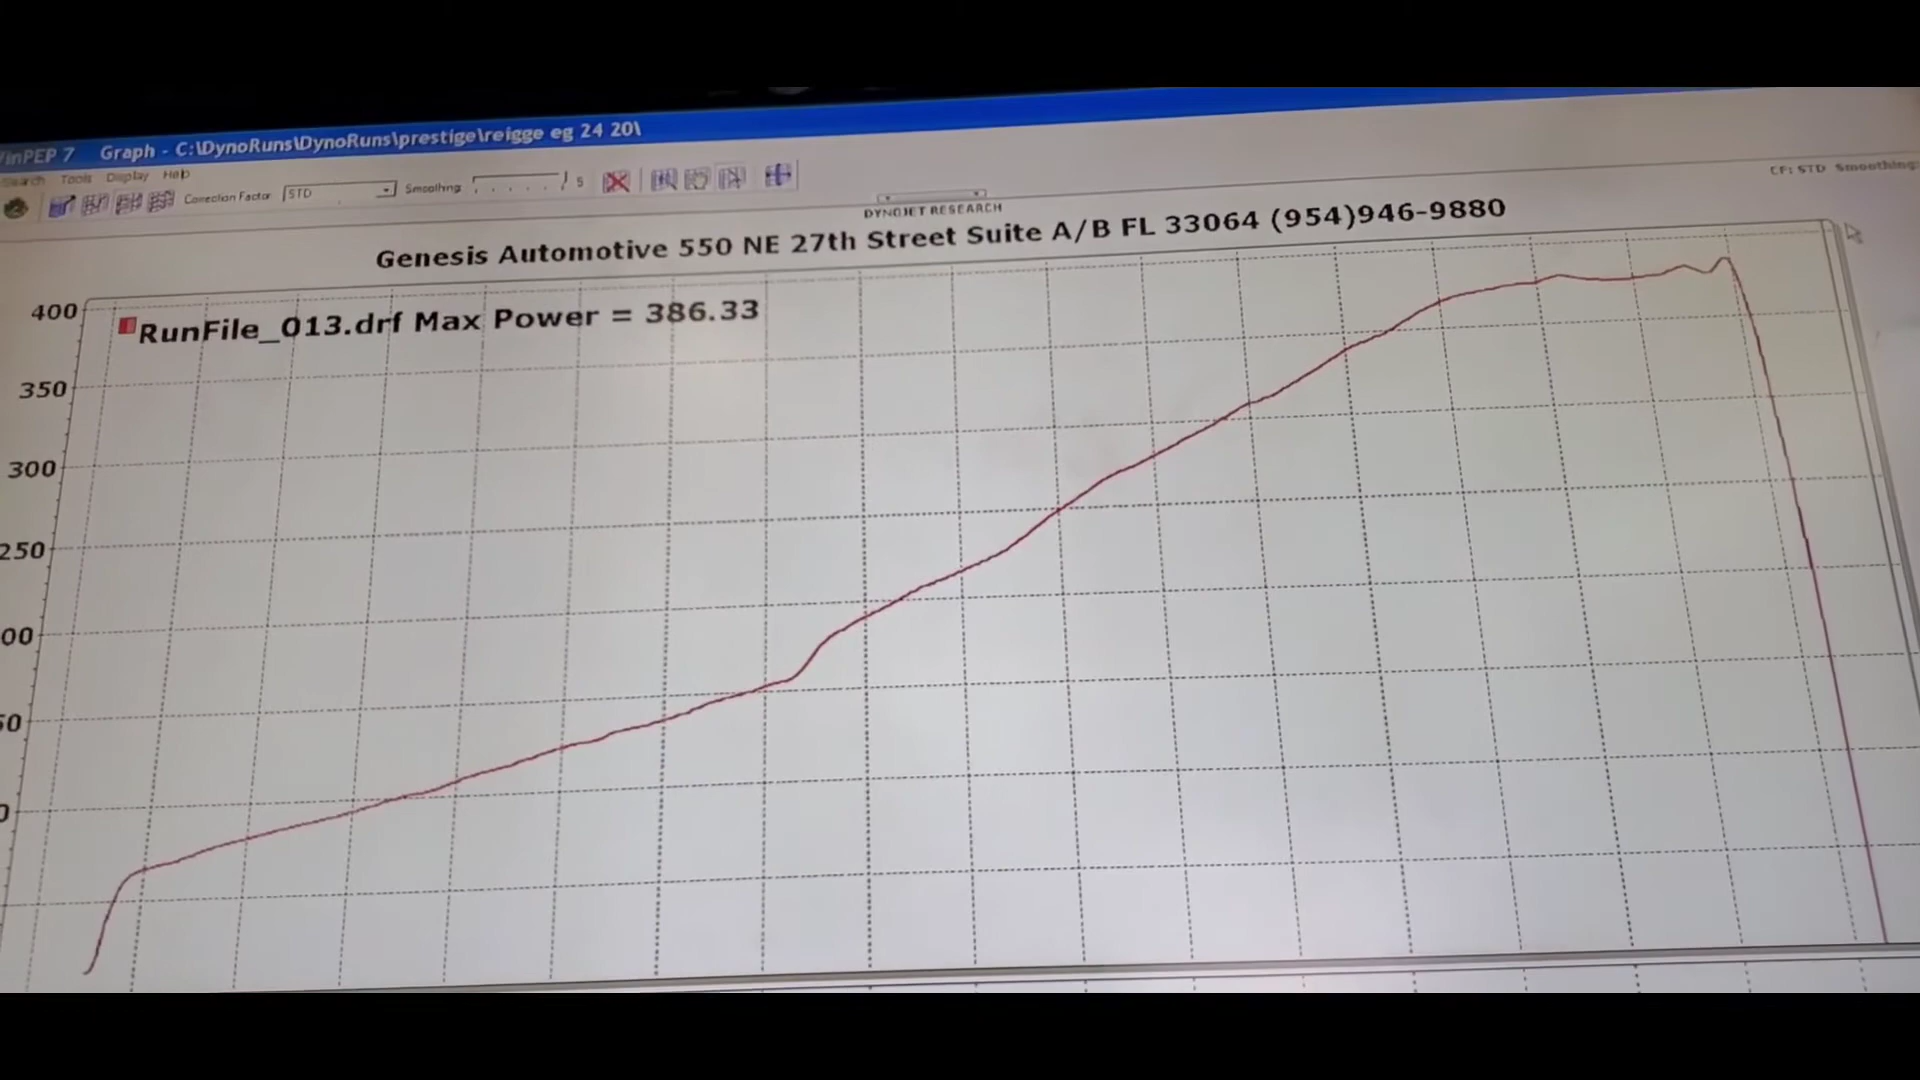 inPEP 7 Graph - C:\DynoRuns\DynoRuns\prestige\reigge eg 24 20\
Search Tools Display Help
Correction Factor STD Smoothing 5
CF: STD Smoothing:
DYNOJET RESEARCH
Genesis Automotive 550 NE 27th Street Suite A/B FL 33064 (954)946-9880
RunFile_013.drf Max Power = 386.33
400
350
300
250
00
50
0